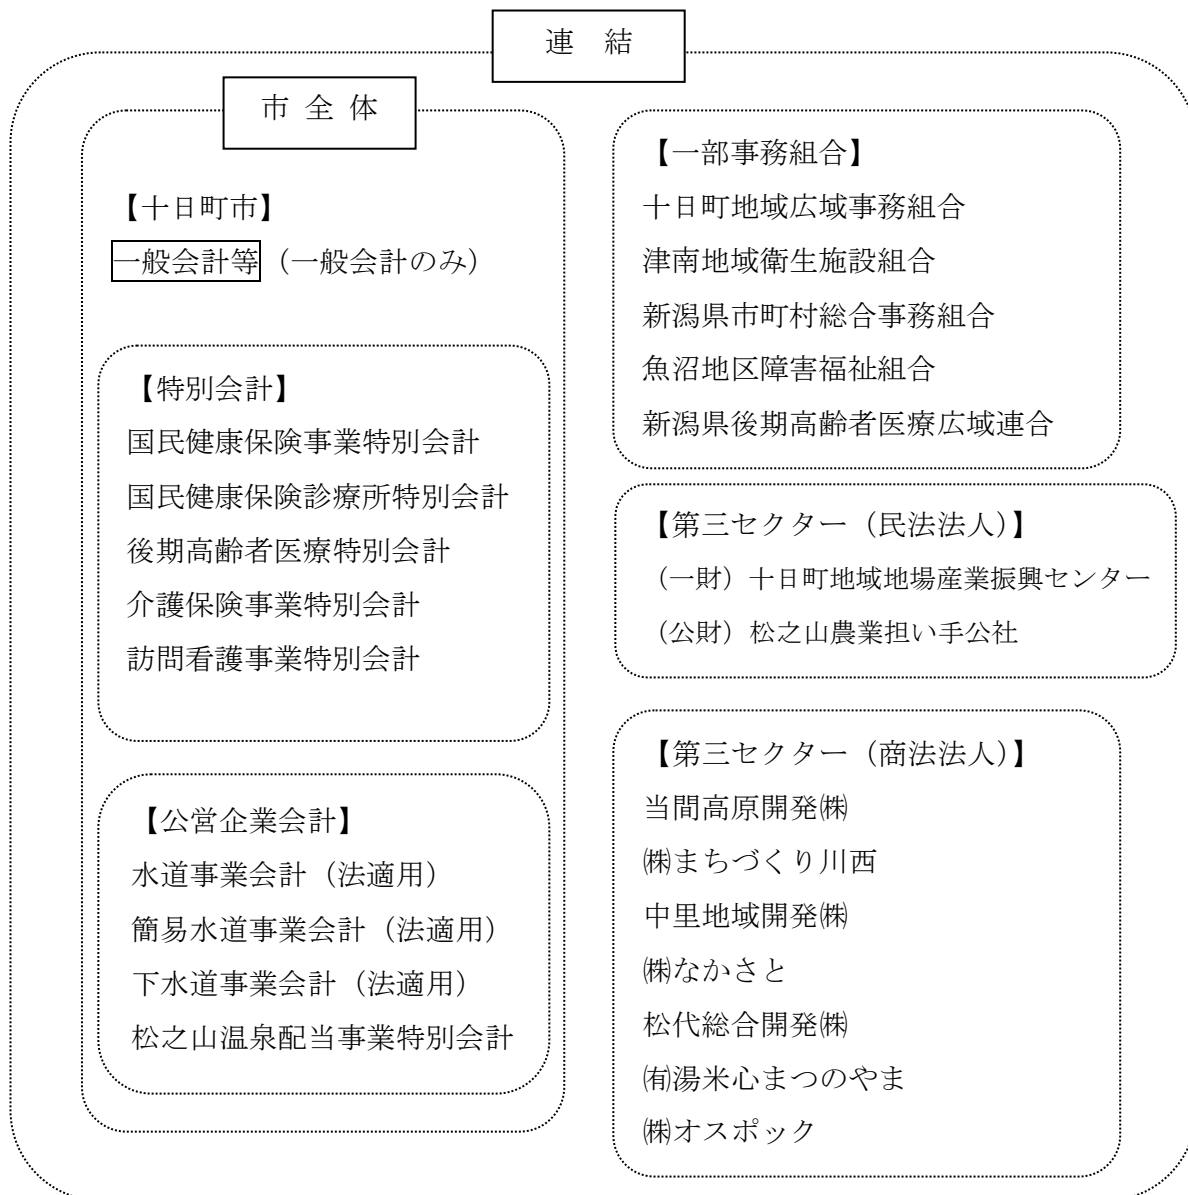 連 結
市 全 体
【十日町市】
一般会計等（一般会計のみ）
【特別会計】
国民健康保険事業特別会計
国民健康保険診療所特別会計
後期高齢者医療特別会計
介護保険事業特別会計
訪問看護事業特別会計
【公営企業会計】
水道事業会計（法適用）
簡易水道事業会計（法適用）
下水道事業会計（法適用）
松之山温泉配当事業特別会計
【一部事務組合】
十日町地域広域事務組合
津南地域衛生施設組合
新潟県市町村総合事務組合
魚沼地区障害福祉組合
新潟県後期高齢者医療広域連合
【第三セクター（民法法人）】
（一財）十日町地域地場産業振興センター
（公財）松之山農業担い手公社
【第三セクター（商法法人）】
当間高原開発㈱
㈱まちづくり川西
中里地域開発㈱
㈱なかさと
松代総合開発㈱
㈲湯米心まつのやま
㈱オスポック